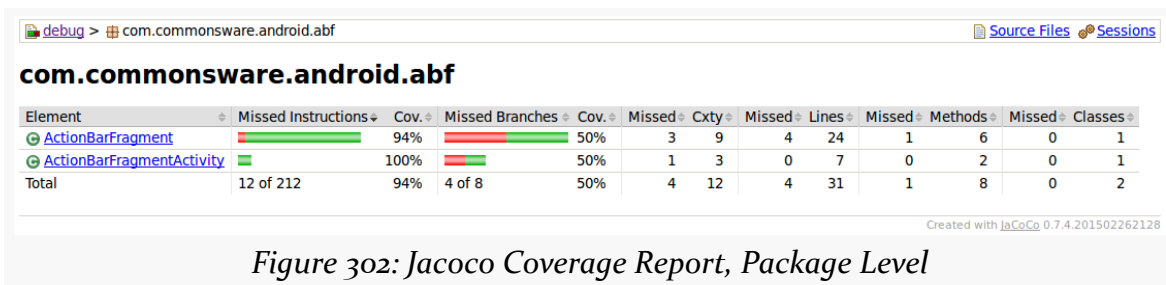 debug > com.commonsware.android.abf Source Files Sessions
com.commonsware.android.abf
Element Missed Instructions Cov. Missed Branches Cov. Missed Cxty Missed Lines Missed Methods Missed Classes
ActionBarFragment 94% 50% 3 9 4 24 1 6 0 1
ActionBarFragmentActivity 100% 50% 1 3 0 7 0 2 0 1
Total 12 of 212 94% 4 of 8 50% 4 12 4 31 1 8 0 2
Created with JaCoCo 0.7.4.201502262128
Figure 302: Jacoco Coverage Report, Package Level